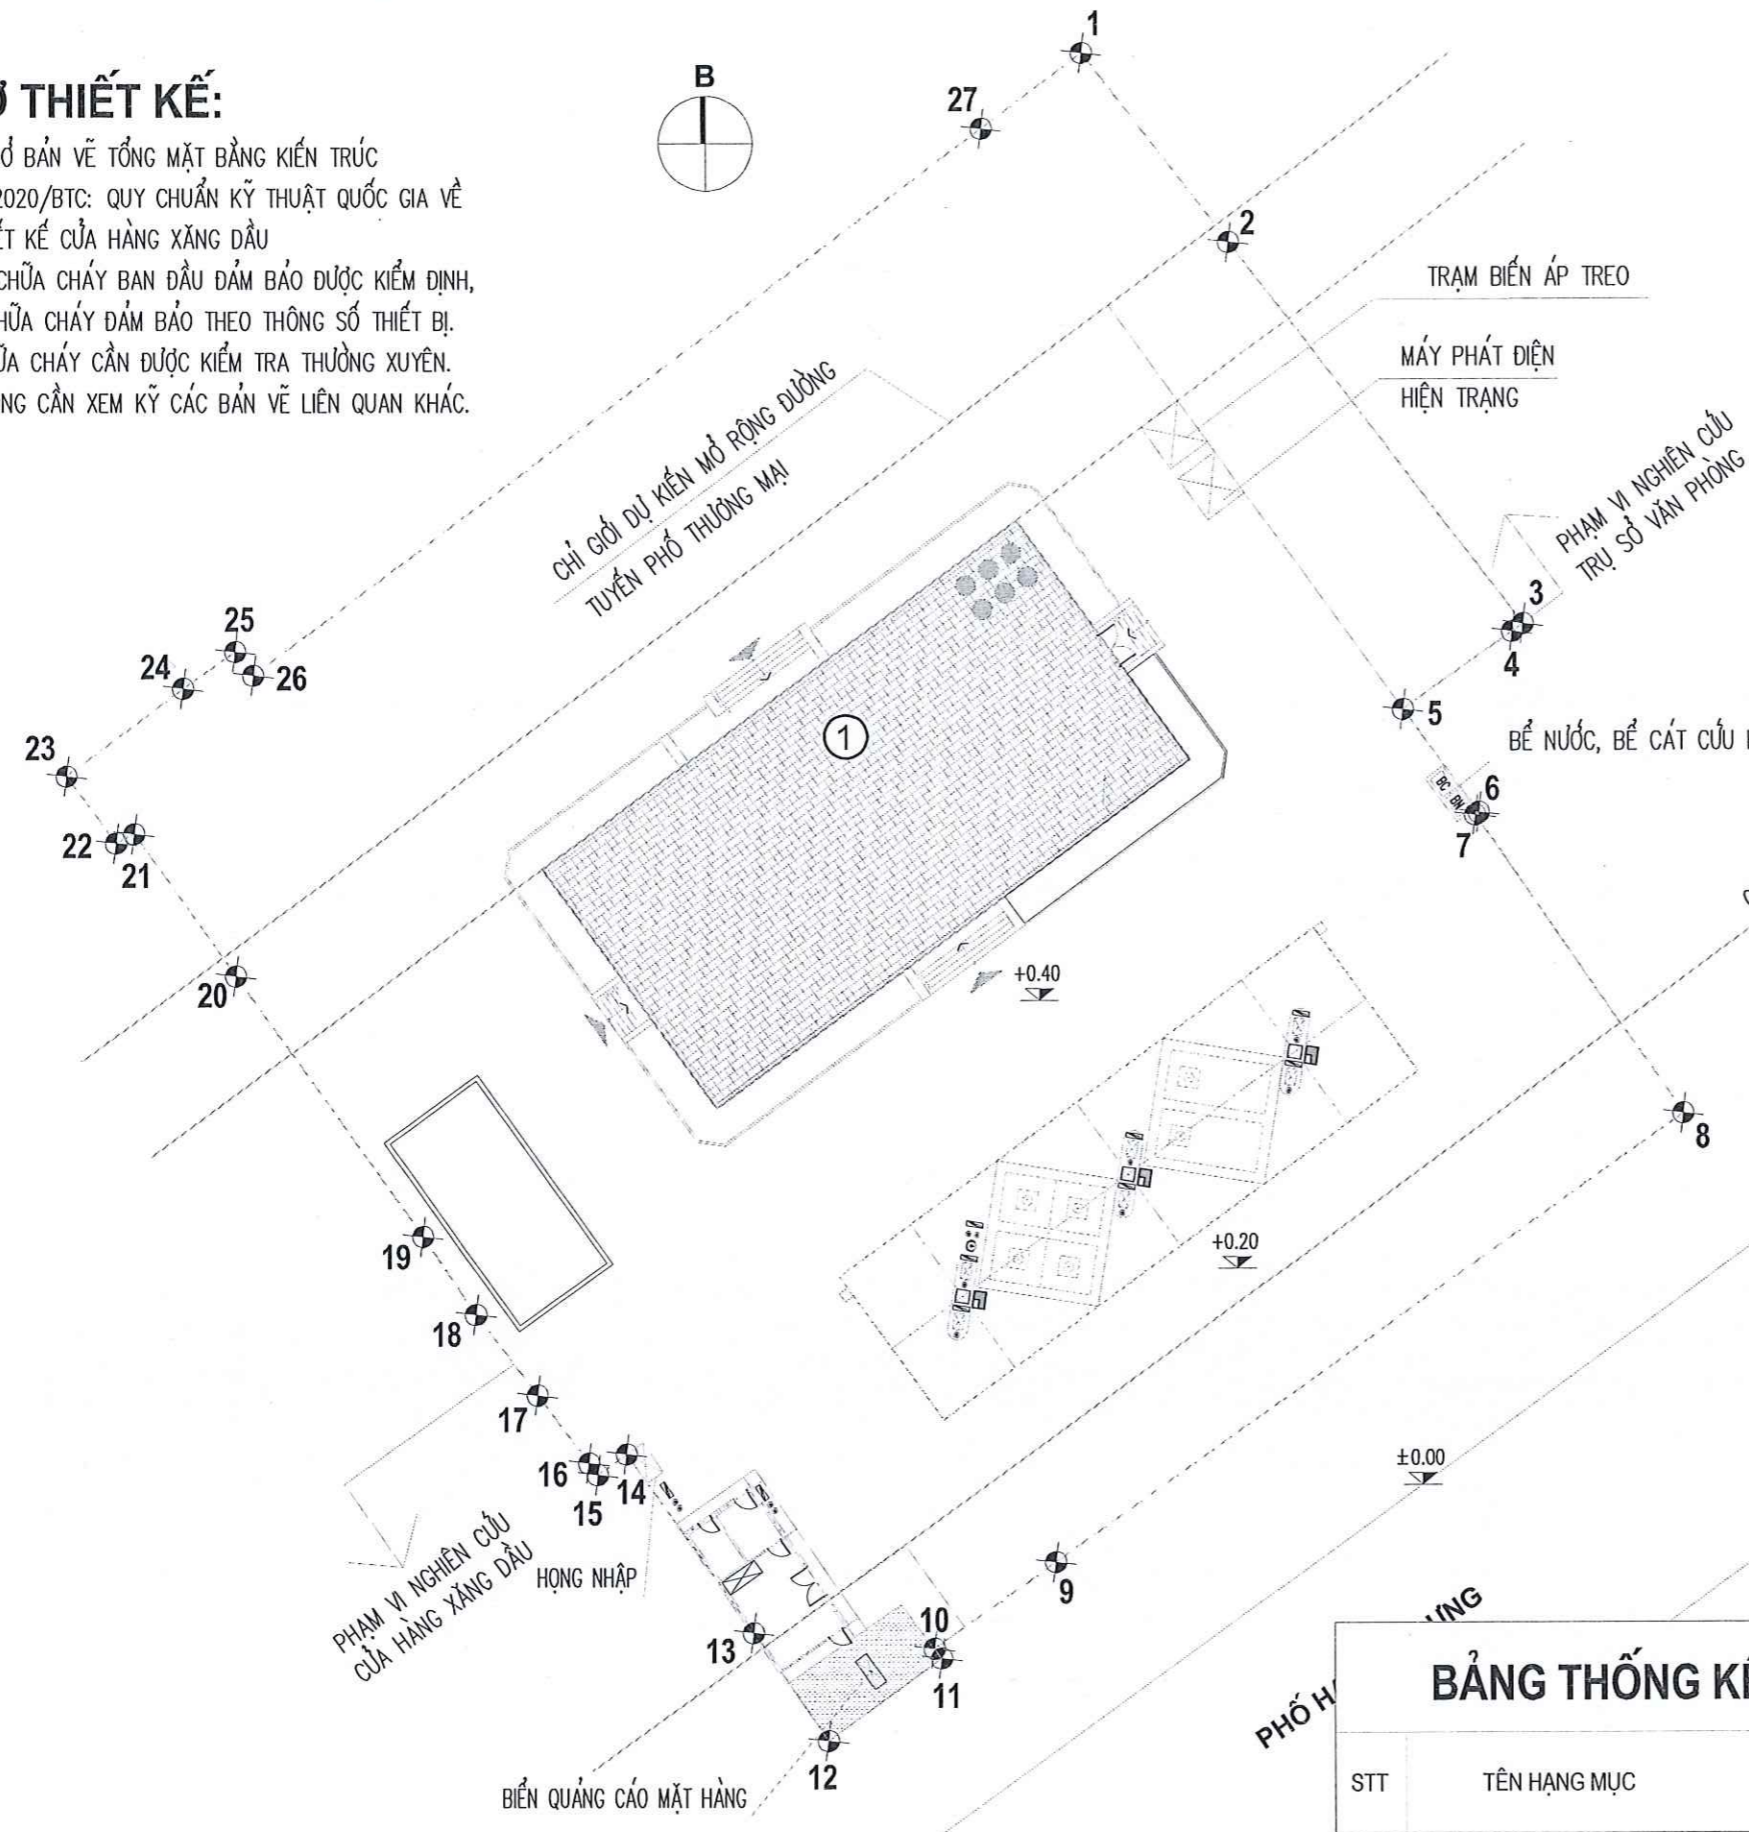 THIẾT KẾ:
BẢN VẼ TỔNG MẶT BẰNG KIẾN TRÚC
2020/BTC: QUY CHUẨN KỸ THUẬT QUỐC GIA VỀ
KẾ CỬA HÀNG XĂNG DẦU
CHỮA CHÁY BAN ĐẦU ĐẢM BẢO ĐƯỢC KIỂM ĐỊNH,
CHÁY ĐẢM BẢO THEO THÔNG SỐ THIẾT BỊ.
CHÁY CẦN ĐƯỢC KIỂM TRA THƯỜNG XUYÊN.
CẦN XEM KỸ CÁC BẢN VẼ LIÊN QUAN KHÁC.
B
1
27
2
TRẠM BIẾN ÁP TREO
MÁY PHÁT ĐIỆN
HIỆN TRẠNG
CHỈ GIỚI DỰ KIẾN MỞ RỘNG ĐƯỜNG
TUYẾN PHỐ THƯƠNG MẠI
PHẠM VI NGHIÊN CỨU
TRỤ SỞ VĂN PHÒNG
3
4
25
24
26
5
1
BỂ NƯỚC, BỂ CÁT CỨU
23
BC
BN
6
7
22
21
20
+0.40
8
19
+0.20
18
17
16
15
14
±0.00
PHẠM VI NGHIÊN CỨU
CỬA HÀNG XĂNG DẦU
HỌNG NHẬP
9
13
10
11
12
BIỂN QUẢNG CÁO MẶT HÀNG
PHỐ
BẢNG THỐNG
STT
TÊN HẠNG MỤC